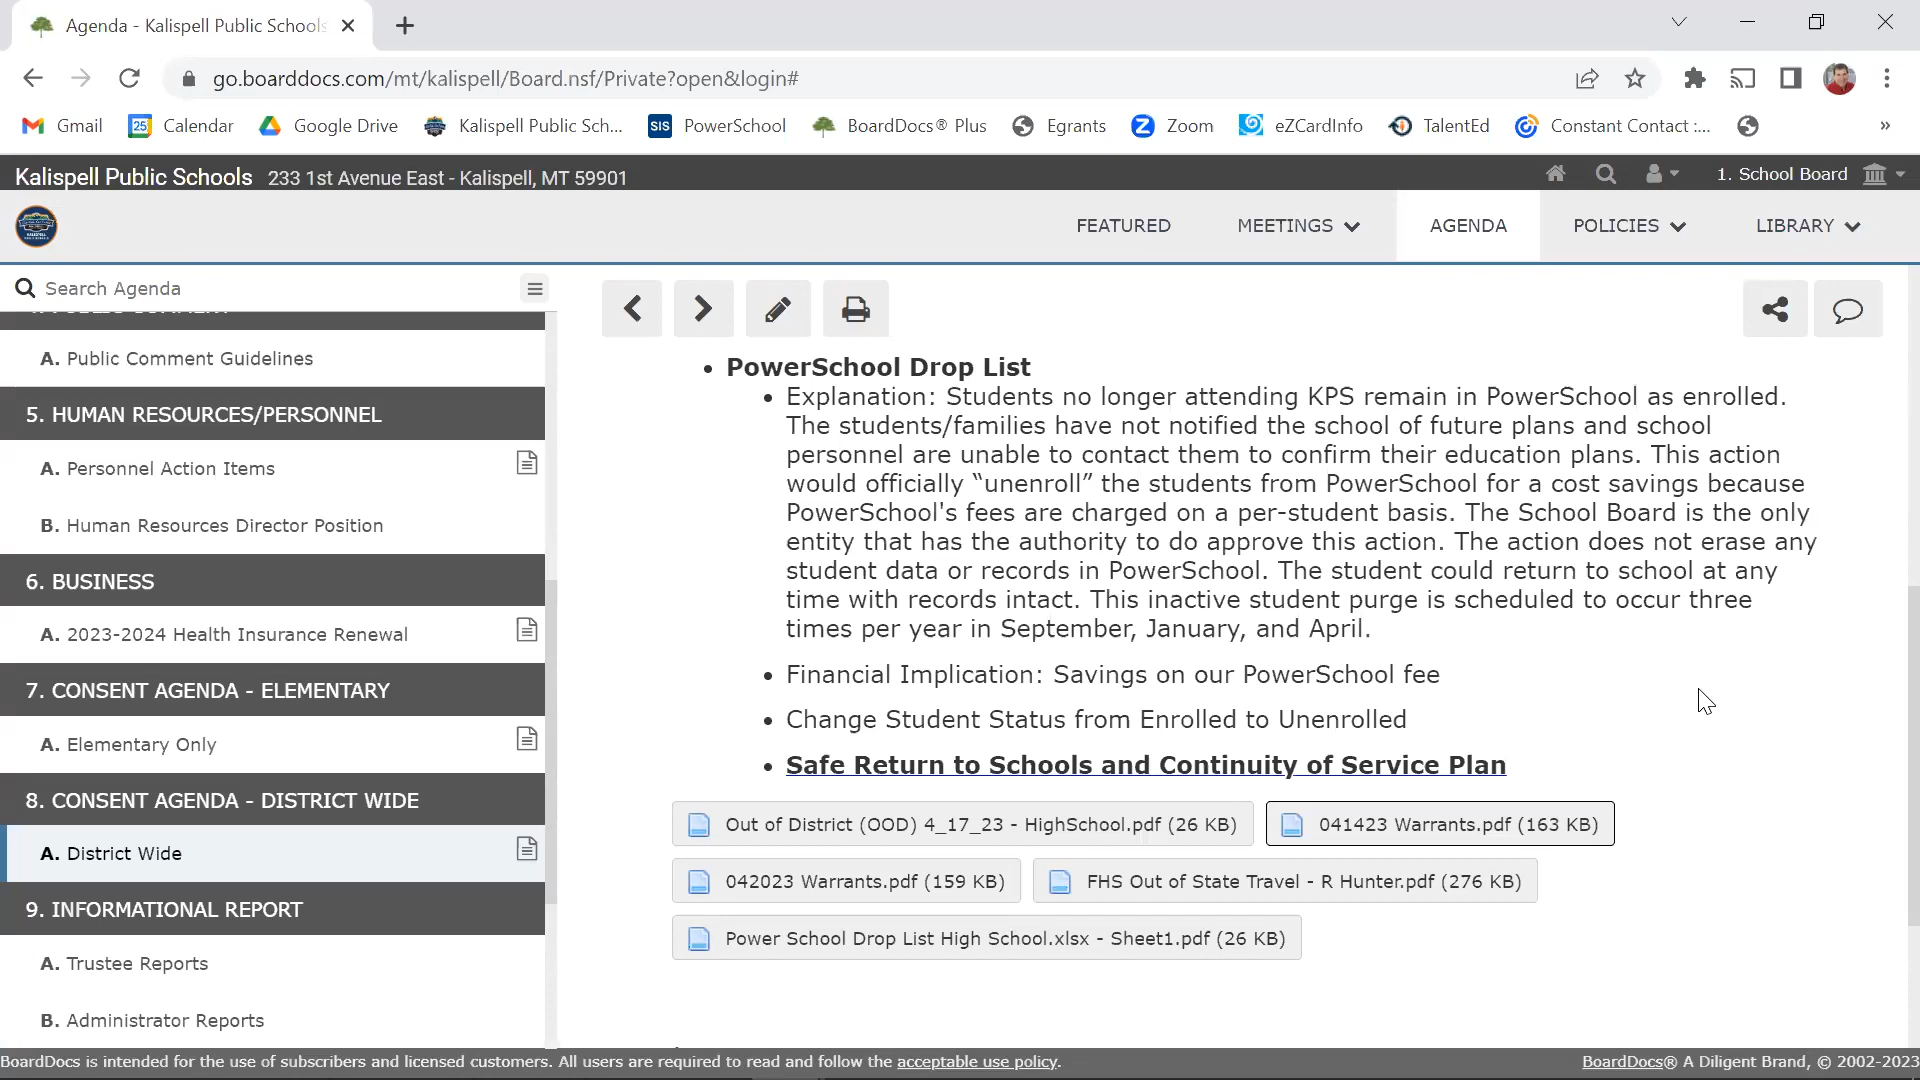 Agenda - Kalispell Public Schools
go.boarddocs.com/mt/kalispell/Board.nsf/Private?open&login#
Gmail
25
Calendar
Google Drive
Kalispell Public Sch...
SIS
PowerSchool
BoardDocs® Plus
Egrants
Zoom
eZCardInfo
TalentEd
Constant Contact :...
»
Kalispell Public Schools 233 1st Avenue East - Kalispell, MT 59901
1. School Board
FEATURED
MEETINGS
AGENDA
POLICIES
LIBRARY
Search Agenda
A. Public Comment Guidelines
5. HUMAN RESOURCES/PERSONNEL
A. Personnel Action Items
B. Human Resources Director Position
6. BUSINESS
A. 2023-2024 Health Insurance Renewal
7. CONSENT AGENDA - ELEMENTARY
A. Elementary Only
8. CONSENT AGENDA - DISTRICT WIDE
A. District Wide
9. INFORMATIONAL REPORT
A. Trustee Reports
B. Administrator Reports
• PowerSchool Drop List
• Explanation: Students no longer attending KPS remain in PowerSchool as enrolled.
The students/families have not notified the school of future plans and school
personnel are unable to contact them to confirm their education plans. This action
would officially “unenroll” the students from PowerSchool for a cost savings because
PowerSchool's fees are charged on a per-student basis. The School Board is the only
entity that has the authority to do approve this action. The action does not erase any
student data or records in PowerSchool. The student could return to school at any
time with records intact. This inactive student purge is scheduled to occur three
times per year in September, January, and April.
• Financial Implication: Savings on our PowerSchool fee
• Change Student Status from Enrolled to Unenrolled
• Safe Return to Schools and Continuity of Service Plan
Out of District (OOD) 4_17_23 - HighSchool.pdf (26 KB)
041423 Warrants.pdf (163 KB)
042023 Warrants.pdf (159 KB)
FHS Out of State Travel - R Hunter.pdf (276 KB)
Power School Drop List High School.xlsx - Sheet1.pdf (26 KB)
BoardDocs is intended for the use of subscribers and licensed customers. All users are required to read and follow the acceptable use policy.
BoardDocs® A Diligent Brand, © 2002-2023